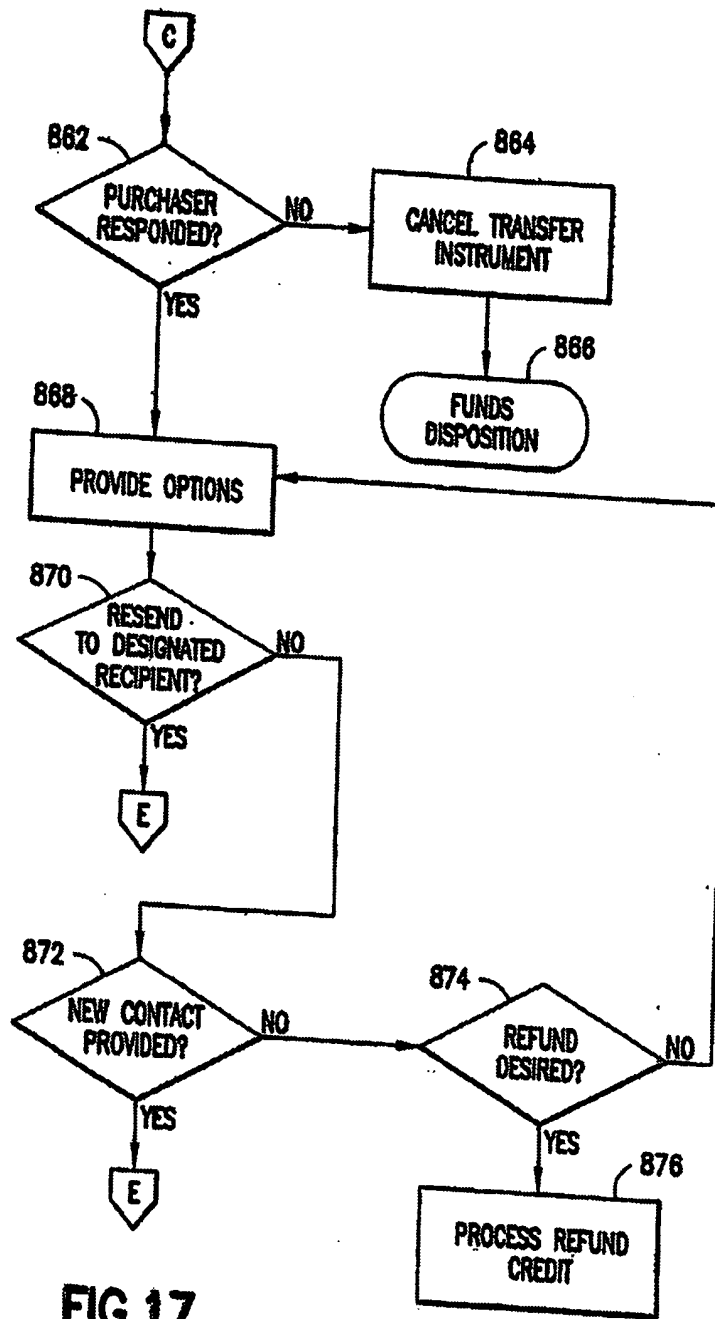 C
862
PURCHASER
RESPONDED?
NO
YES
864
CANCEL TRANSFER
INSTRUMENT
866
FUNDS
DISPOSITION
868
PROVIDE OPTIONS
870
RESEND
TO DESIGNATED
RECIPIENT?
NO
YES
E
872
NEW CONTACT
PROVIDED?
NO
YES
E
874
REFUND
DESIRED?
NO
YES
876
PROCESS REFUND
CREDIT
FIG.17